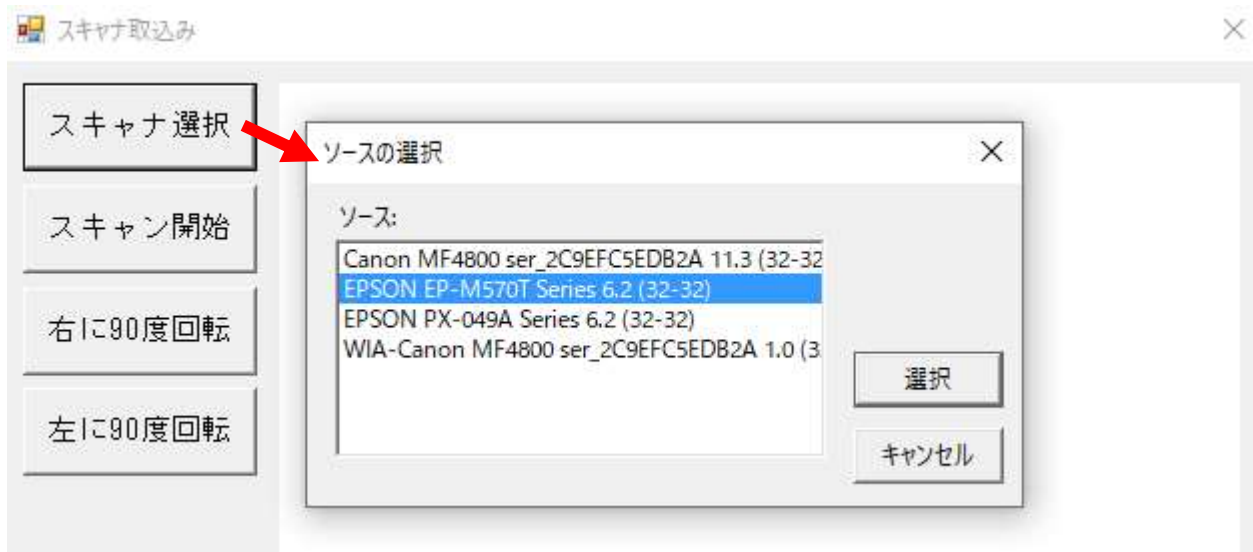 スキャナ取込み
スキャナ選択
スキャン開始
右に90度回転
左に90度回転
ソースの選択
ソース:
Canon MF4800 ser_2C9EFC5EDB2A 11.3 (32-32
EPSON EP-M570T Series 6.2 (32-32)
EPSON PX-049A Series 6.2 (32-32)
WIA-Canon MF4800 ser_2C9EFC5EDB2A 1.0 (3
選択
キャンセル